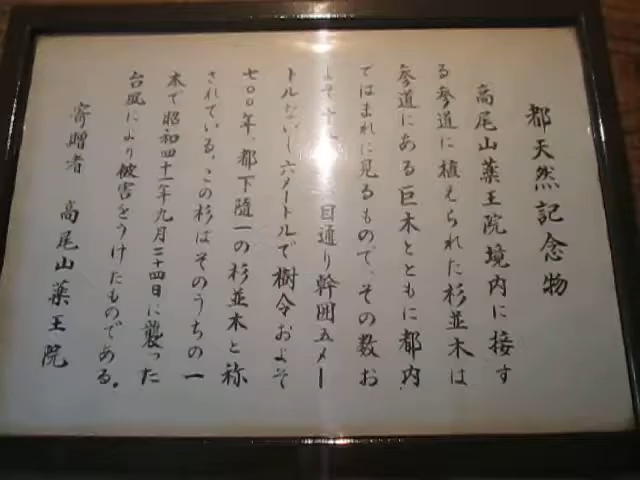 都天然記念物
高尾山薬王院境内に接す
る参道に植えられた杉並木は
参道にある巨木とともに都内
ではまれに見るもので、その数お
よそ十 目通り幹囲五メー
トルないし六メートルで樹令およそ
七〇〇年、都下随一の杉並木と称
されている。この杉はそのうちの一
本で昭和四十一年九月二十四日に襲った
台風により被害をうけたものである。
寄贈者 高尾山薬王院